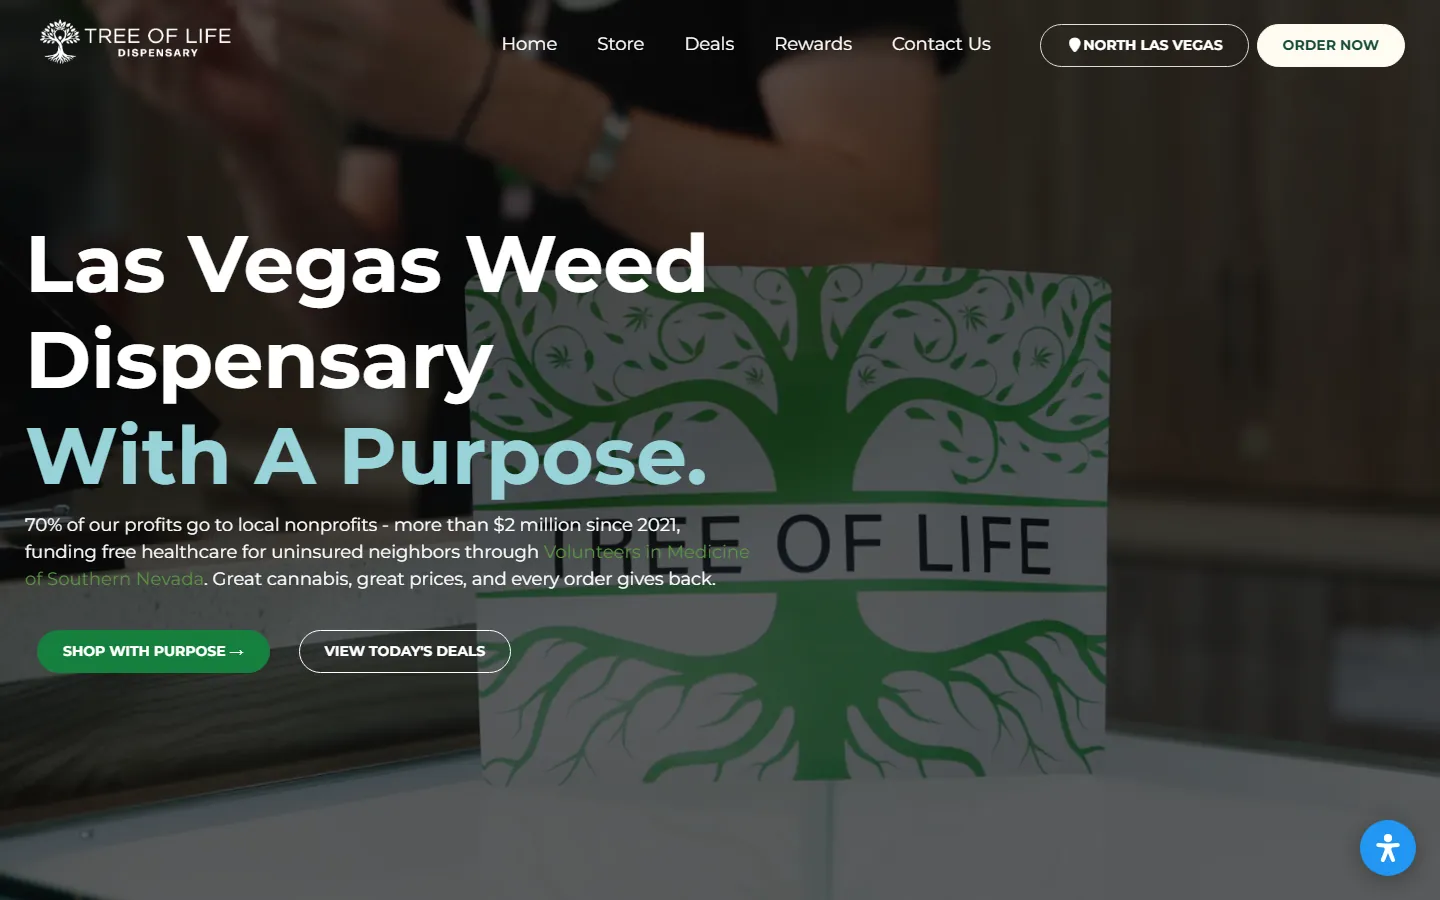 TREE OF LIFE
DISPENSARY
Home
Store
Deals
Rewards
Contact Us
NORTH LAS VEGAS
ORDER NOW
Las Vegas Weed
Dispensary
With A Purpose.
70% of our profits go to local nonprofits - more than $2 million since 2021,
funding free healthcare for uninsured neighbors through Volunteers in Medicine
of Southern Nevada. Great cannabis, great prices, and every order gives back.
TREE OF LIFE
SHOP WITH PURPOSE →
VIEW TODAY'S DEALS